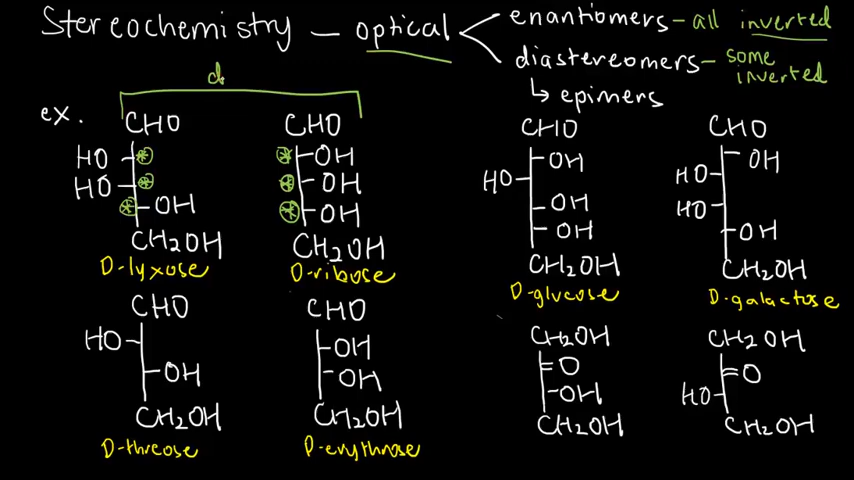 Stereochemistry – optical
enantiomers – all inverted
diastereomers – some
inverted
↳ epimers
d
ex.
CHO
HO
HO
OH
CH2OH
D-lyxose
CHO
OH
OH
OH
CH2OH
D-ribose
CHO
OH
HO
OH
OH
CH2OH
D-glucose
CHO
OH
HO
HO
OH
CH2OH
D-galactose
CHO
HO
OH
CH2OH
D-threose
CHO
OH
OH
CH2OH
D-erythrose
CH2OH
=O
OH
CH2OH
CH2OH
=O
HO
CH2OH